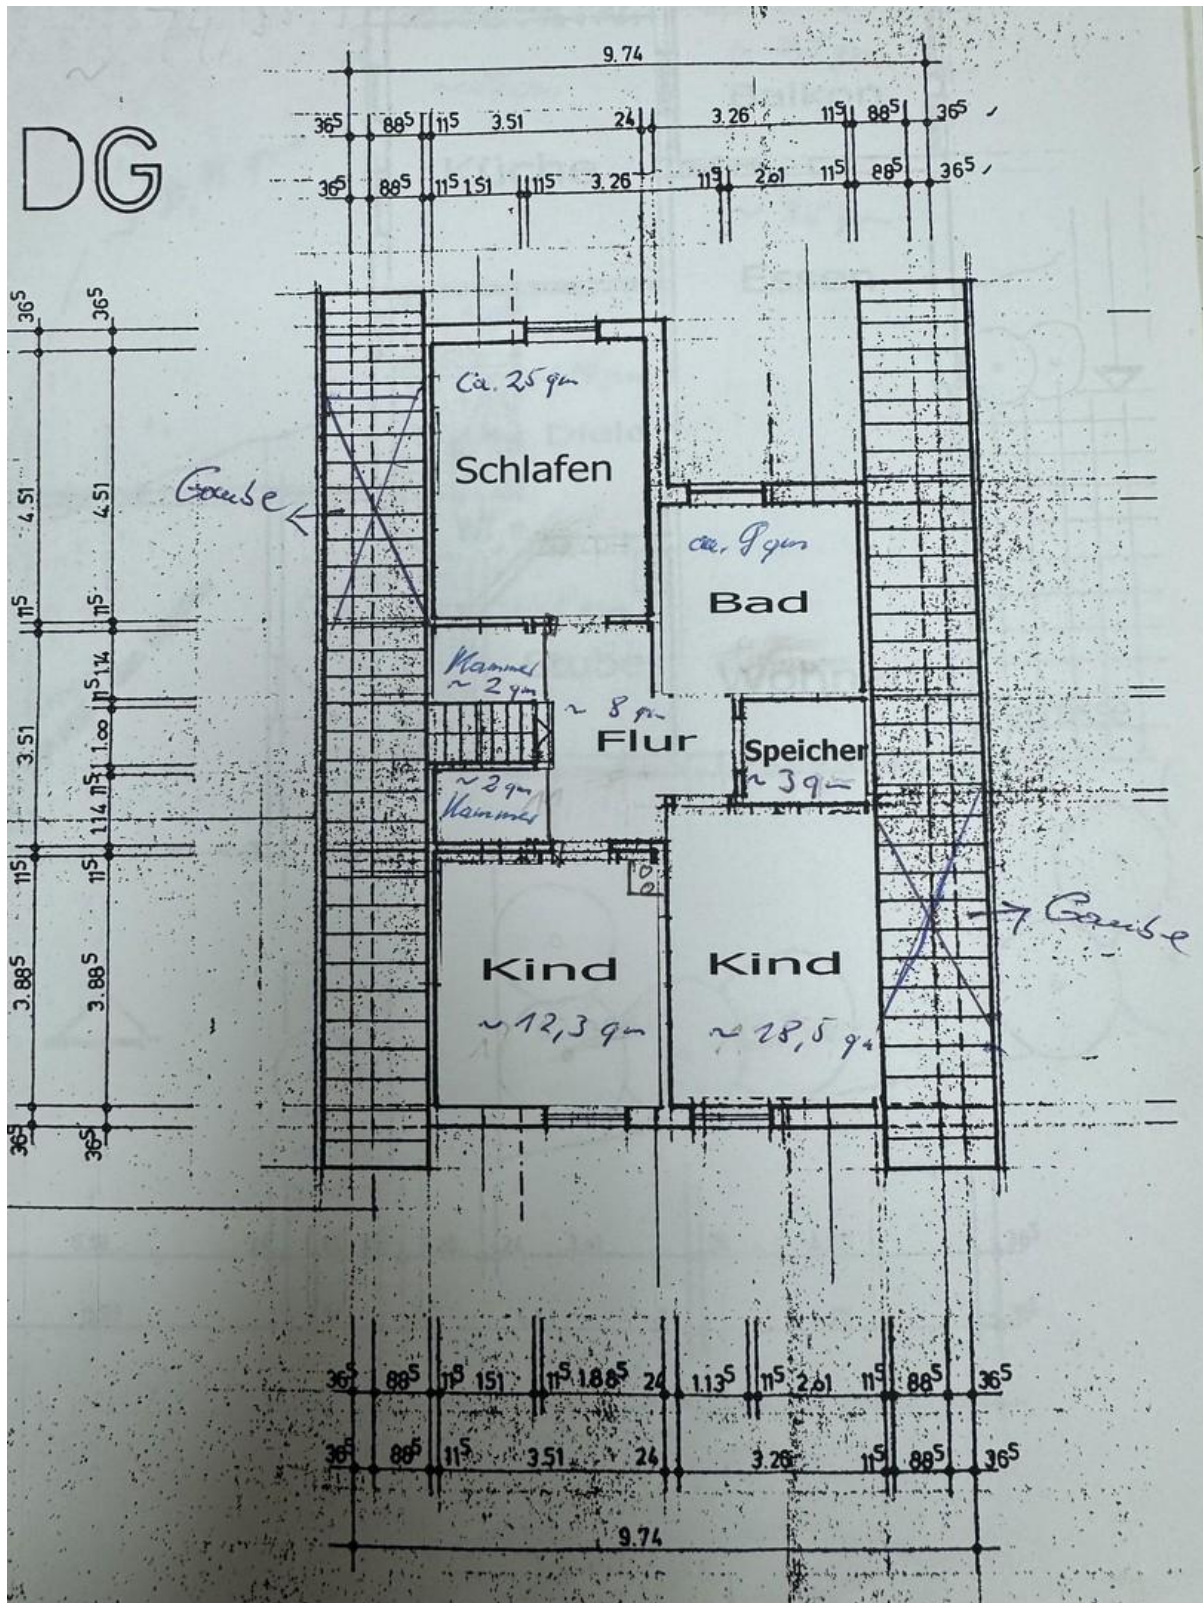 9.74
36⁵ 88⁵ 11⁵ 3.51 24 3.26 11⁵ 88⁵ 36⁵
36⁵ 88⁵ 11⁵ 1.51 11⁵ 3.26 11⁵ 2.01 11⁵ 88⁵ 36⁵
DG
36⁵ 36⁵
4.51 4.51
11⁵ 11⁵
3.51 1.14 11⁵ 1.00 11⁵ 1.14
11⁵ 11⁵
3.88⁵ 3.88⁵
36⁵ 36⁵
Ca. 25 qm
Schlafen
Gaube
ca. 9 qm
Bad
Kammer
~ 2 qm
~ 8 qm
Flur
Speicher
~ 3 qm
~ 2 qm
Kammer
Gaube
Kind
~ 12,3 qm
Kind
~ 18,5 qm
36⁵ 88⁵ 11⁵ 1.51 11⁵ 1.88⁵ 24 1.13⁵ 11⁵ 2.01 11⁵ 88⁵ 36⁵
36⁵ 88⁵ 11⁵ 3.51 24 3.26 11⁵ 88⁵ 36⁵
9.74